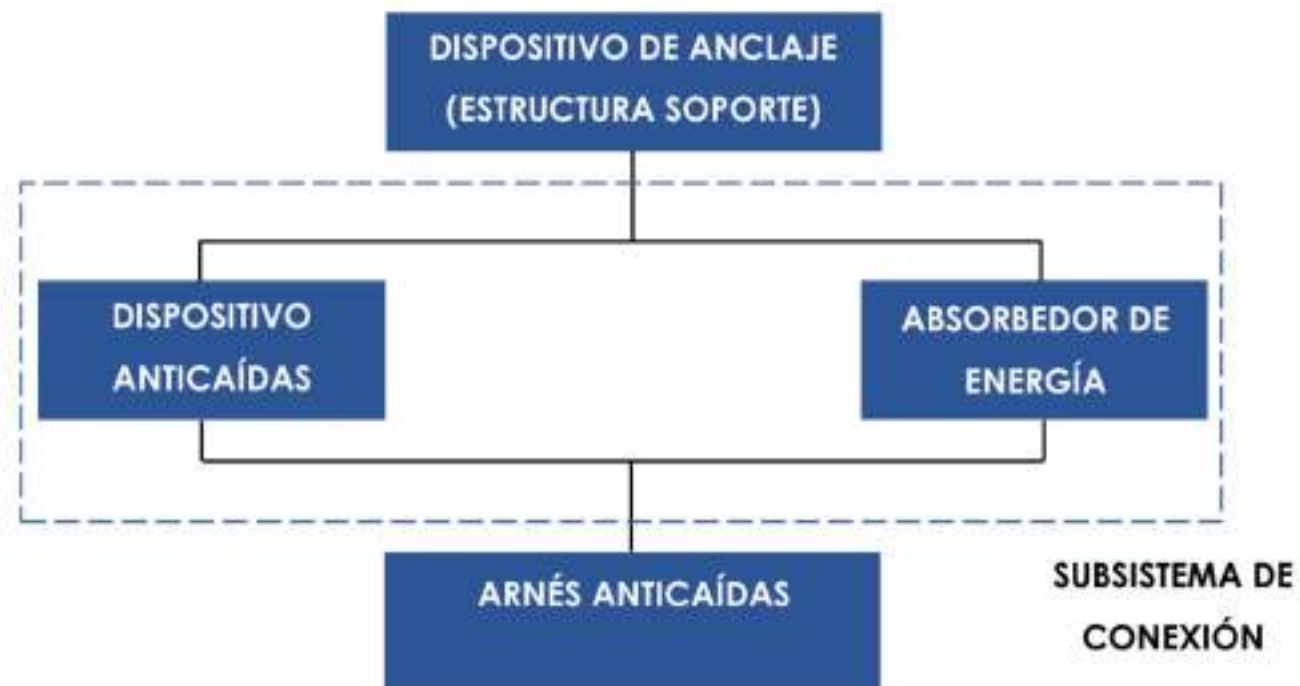 DISPOSITIVO DE ANCLAJE
(ESTRUCTURA SOPORTE)
DISPOSITIVO
ANTICAÍDAS
ABSORBEDOR DE
ENERGÍA
ARNÉS ANTICAÍDAS
SUBSISTEMA DE
CONEXIÓN